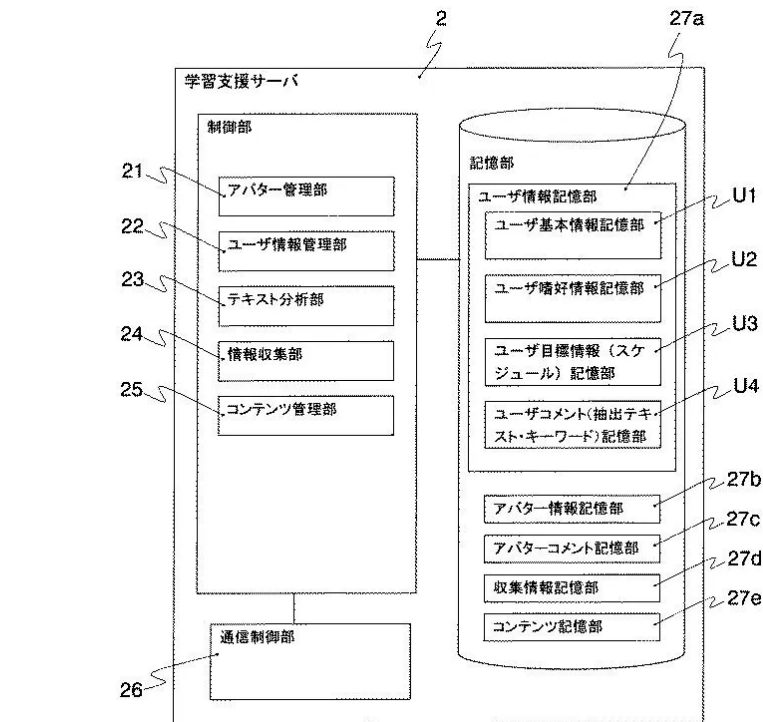 2
27a
学習支援サーバ
制御部
記憶部
21
アバター管理部
ユーザ情報記憶部
22
ユーザ情報管理部
ユーザ基本情報記憶部
U1
23
テキスト分析部
ユーザ嗜好情報記憶部
U2
24
情報収集部
ユーザ目標情報(スケ
ジュール)記憶部
U3
25
コンテンツ管理部
ユーザコメント(抽出テキ
スト・キーワード)記憶部
U4
アバター情報記憶部
27b
アバターコメント記憶部
27c
収集情報記憶部
27d
コンテンツ記憶部
27e
通信制御部
26